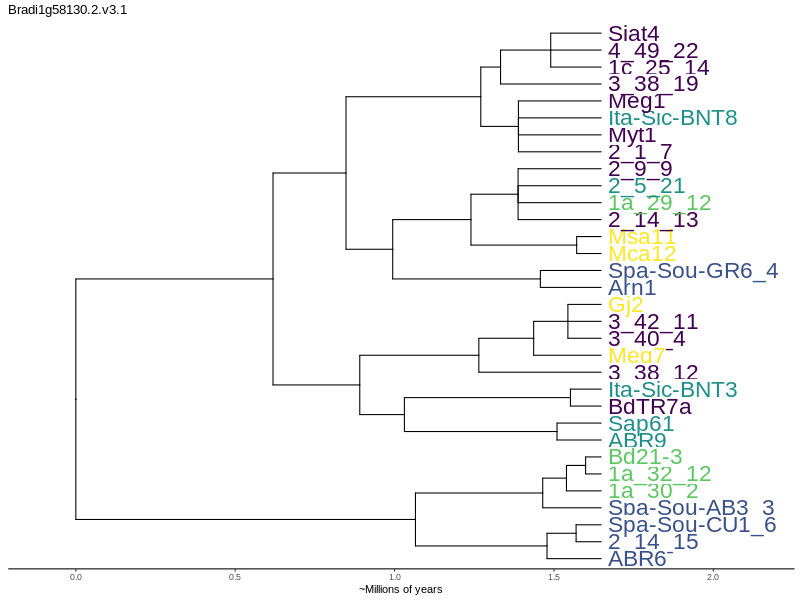 Bradi1g58130.2.v3.1
Siat4
4_49_22
1c_25_14
3_38_19
Meg1
Ita-Sic-BNT8
Myt1
2_1_7
2_9_9
2_5_21
1a_29_12
2_14_13
Msa11
Mca12
Spa-Sou-GR6_4
Arn1
Gj2
3_42_11
3_40_4
Meg7
3_38_12
Ita-Sic-BNT3
BdTR7a
Sap61
ABR9
Bd21-3
1a_32_12
1a_30_2
Spa-Sou-AB3_3
Spa-Sou-CU1_6
2_14_15
ABR6
0.0 0.5 1.0 1.5 2.0
~Millions of years